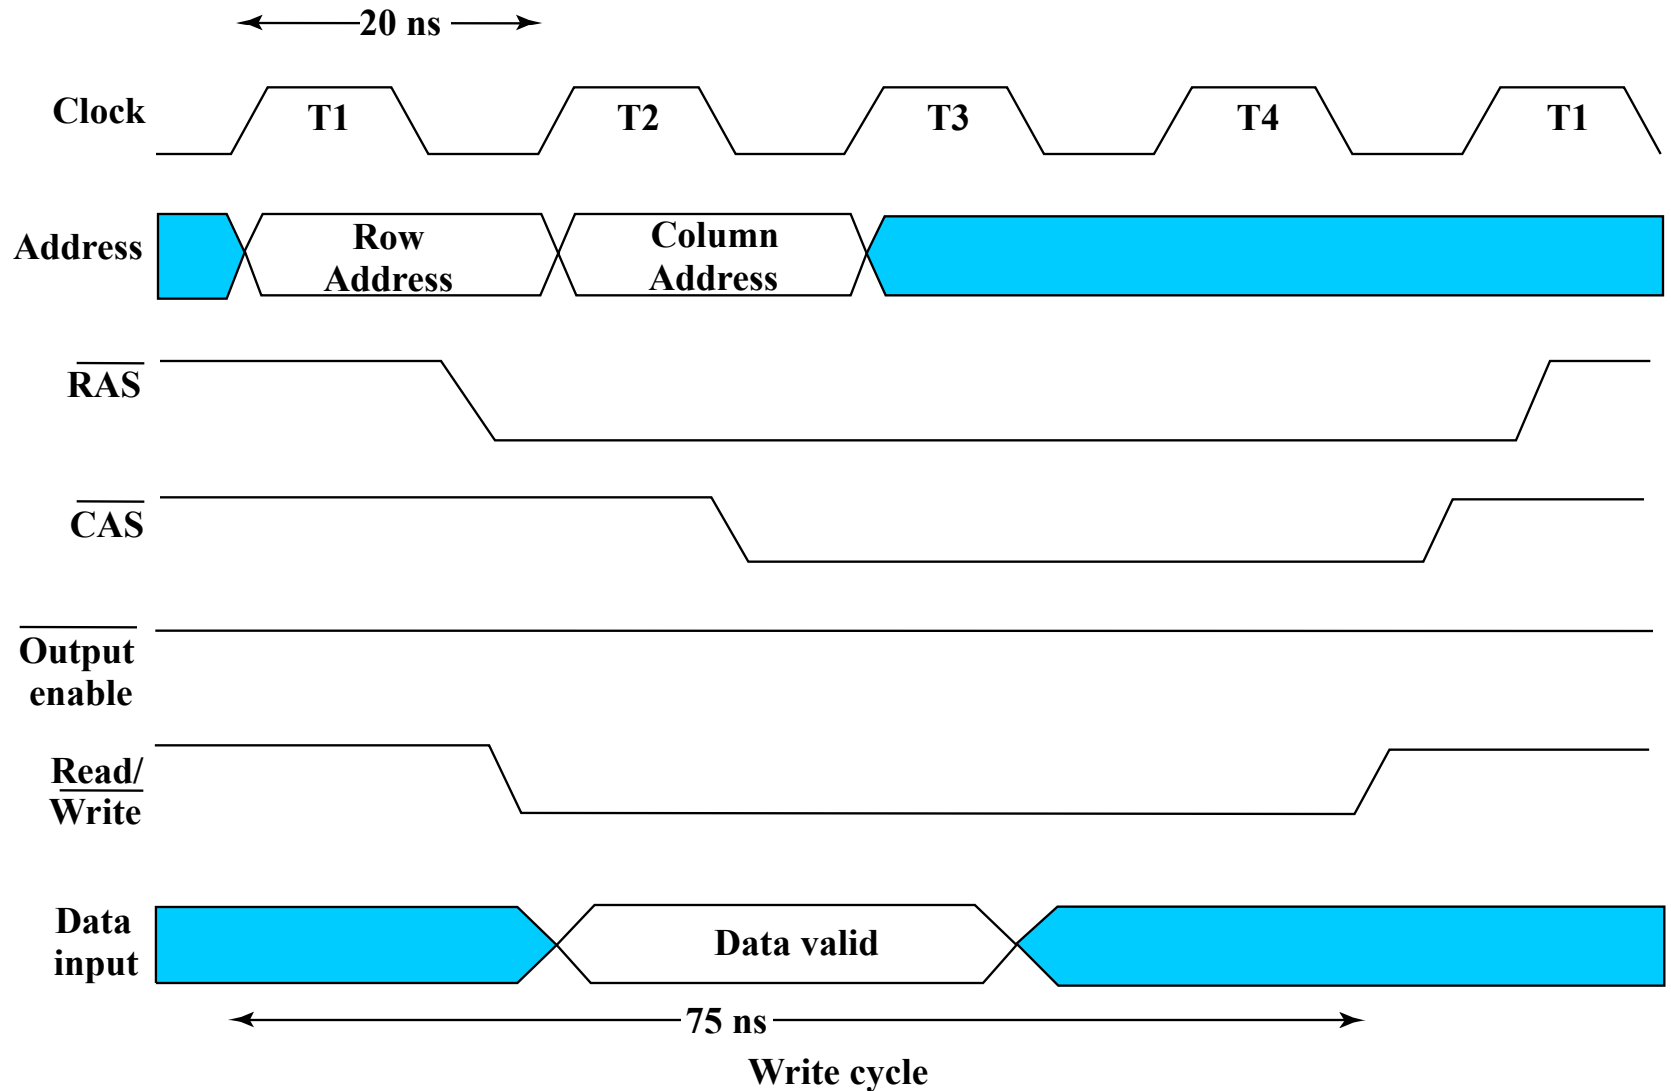 20 ns
Clock
T1
T2
T3
T4
T1
Address
Row
Address
Column
Address
RAS
CAS
Output
enable
Read/
Write
Data
input
Data valid
75 ns
Write cycle